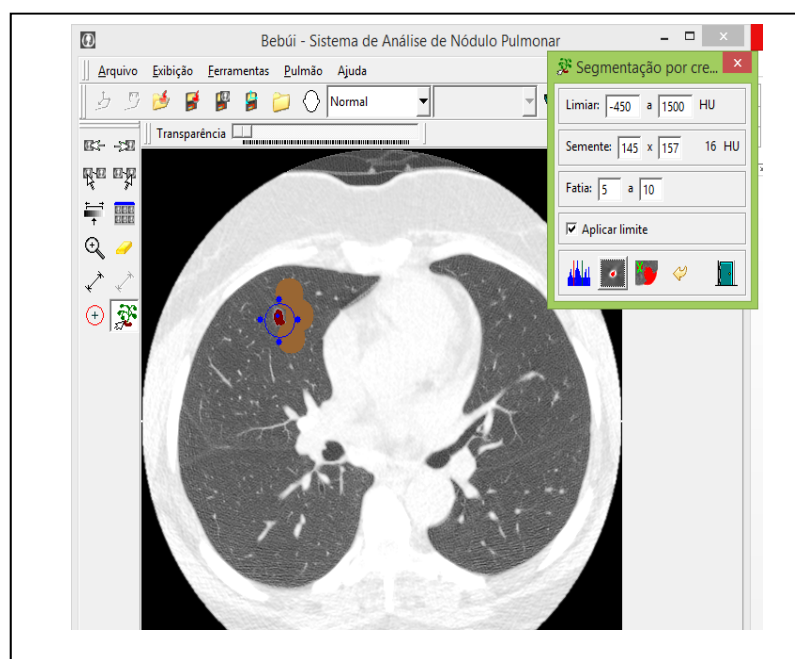 Bebúi - Sistema de Análise de Nódulo Pulmonar
Arquivo Exibição Ferramentas Pulmão Ajuda
Normal
Transparência
Segmentação por cre...
Limiar: -450 a 1500 HU
Semente: 145 x 157 16 HU
Fatia: 5 a 10
Aplicar limite